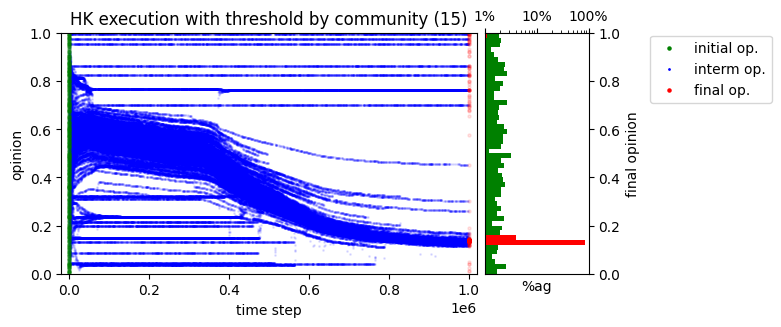 HK execution with threshold by community (15)
1% 10% 100%
1.0 0.8 0.6 0.4 0.2 0.0
opinion
0.0 0.2 0.4 0.6 0.8 1.0
1e6
time step
%ag
1.0 0.8 0.6 0.4 0.2 0.0
final opinion
initial op.
interm op.
final op.